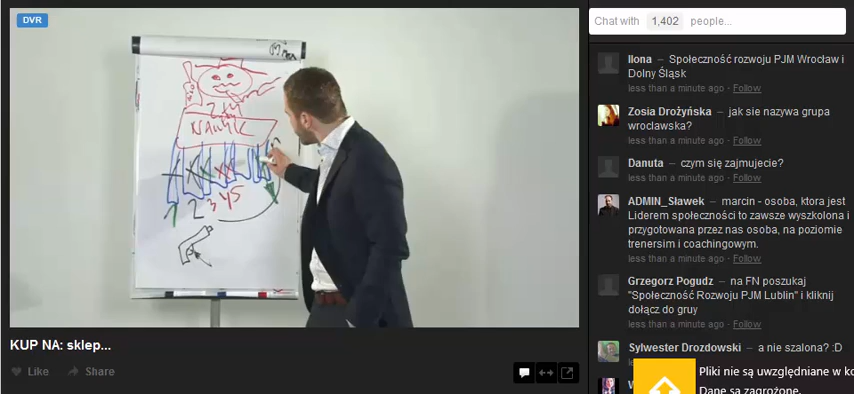 DVR
Chat with 1,402 people...
NAWYK
1 2 3 4 5
KUP NA: sklep...
Like Share
Ilona – Społeczność rozwoju PJM Wrocław i
Dolny Śląsk
less than a minute ago · Follow
Zosia Drożyńska – jak sie nazywa grupa
wrocławska?
less than a minute ago · Follow
Danuta – czym się zajmujecie?
less than a minute ago · Follow
ADMIN_Sławek – marcin - osoba, ktora jest
Liderem społeczności to zawsze wyszkolona i
przygotowana przez nas osoba, na poziomie
trenersim i coachingowym.
less than a minute ago · Follow
Grzegorz Pogudz – na FN poszukaj
"Społeczność Rozwoju PJM Lublin" i kliknij
dołącz do gruy
less than a minute ago · Follow
Sylwester Drozdowski – a nie szalona? :D
less than a minute ago · Follow
Pliki nie są uwzględniane w
Dane są zagrożone.